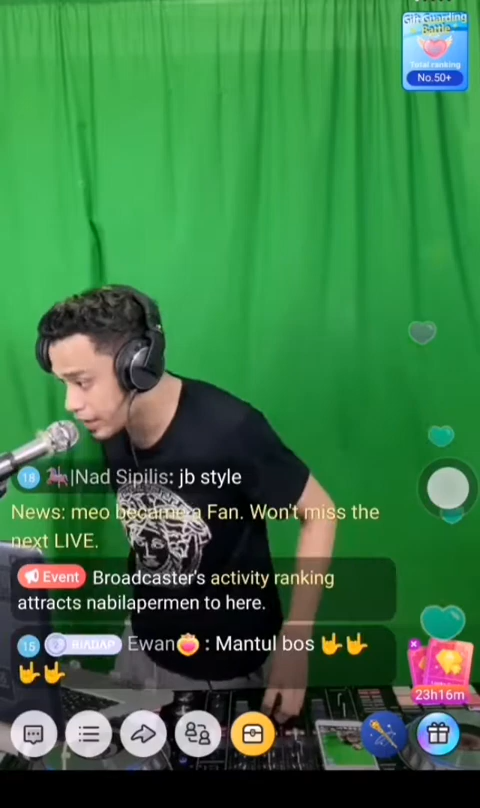 Gift Guarding
Battle
Total ranking
No.50+
18 |Nad Sipilis: jb style
News: meo became a Fan. Won't miss the
next LIVE.
Event Broadcaster's activity ranking
attracts nabilapermen to here.
15 BIADAP Ewan : Mantul bos 🤟🤟
🤟🤟
23h16m